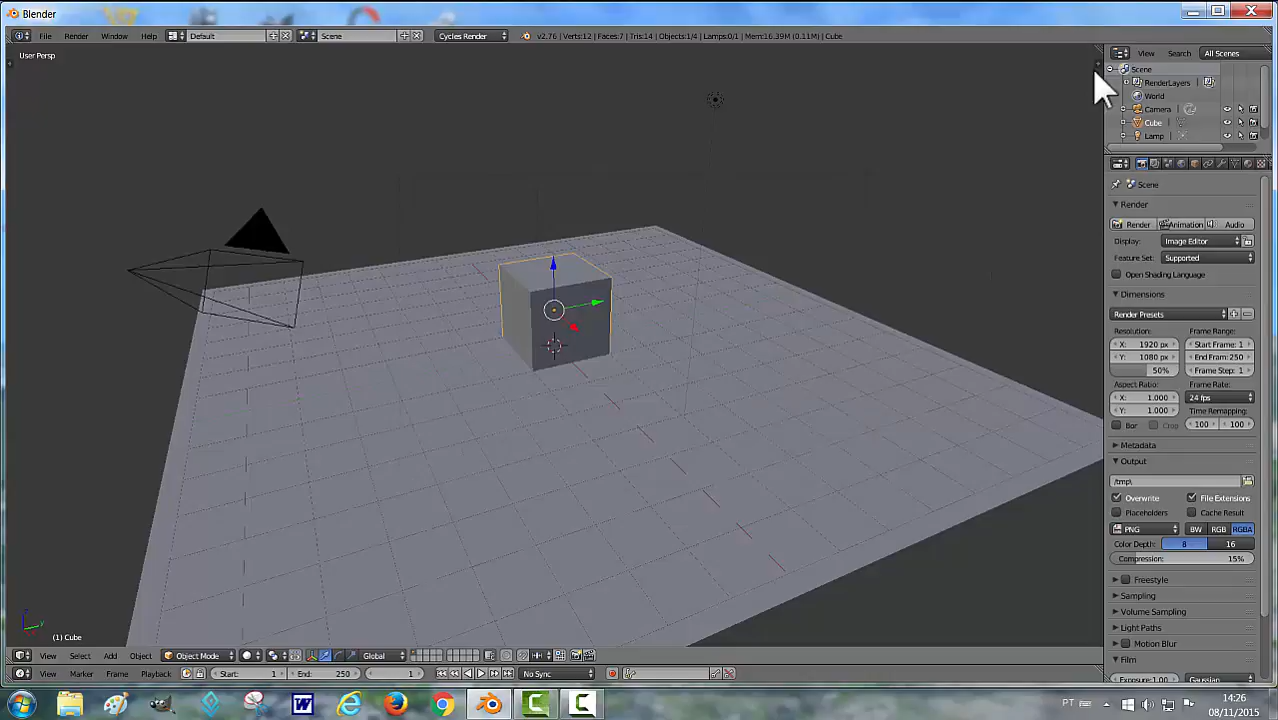 Blender
File Render Window Help Default Scene Cycles Render v2.76 | Verts:12 | Faces:7 | Tris:14 | Objects:1/4 | Lamps:0/1 | Mem:16.39M (0.11M) | Cube
User Persp
View Search All Scenes
Scene
RenderLayers
World
Camera
Cube
Lamp
Scene
Render
Render Animation Audio
Display: Image Editor
Feature Set: Supported
Open Shading Language
Dimensions
Render Presets
Resolution: Frame Range:
X: 1920 px Start Frame: 1
Y: 1080 px End Fram: 250
50% Frame Step: 1
Aspect Ratio: Frame Rate:
X: 1.000 24 fps
Y: 1.000 Time Remapping:
Bor Crop 100 100
Metadata
Output
/tmp\
Overwrite File Extensions
Placeholders Cache Result
PNG BW RGB RGBA
Color Depth: 8 16
Compression: 15%
Freestyle
Sampling
Volume Sampling
Light Paths
Motion Blur
Film
Exposure: 1.00 Gaussian
z
y
(1) Cube
View Select Add Object Object Mode Global
View Marker Frame Playback Start: 1 End: 250 1 No Sync
PT 14:26
08/11/2015